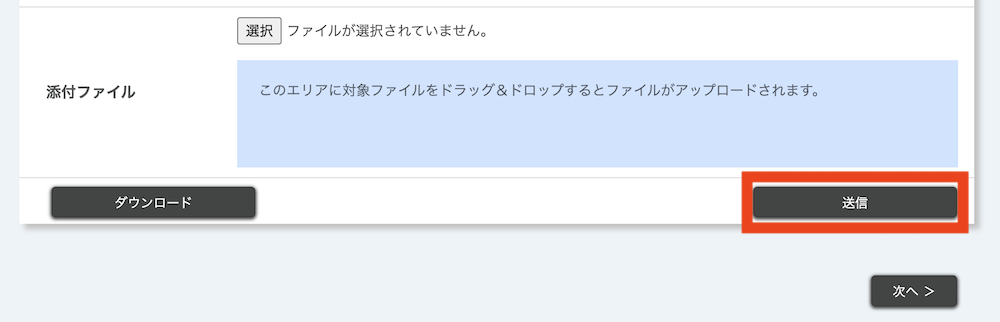 選択 ファイルが選択されていません。
添付ファイル
このエリアに対象ファイルをドラッグ＆ドロップするとファイルがアップロードされます。
ダウンロード
送信
次へ ＞